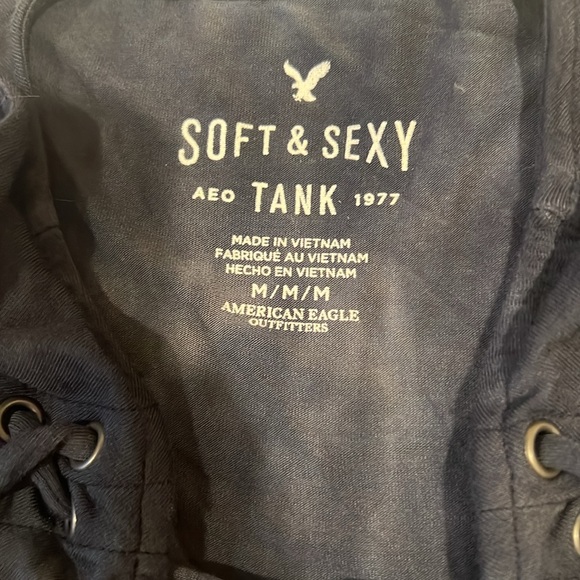 SOFT & SEXY
AEO TANK 1977
MADE IN VIETNAM
FABRIQUÉ AU VIETNAM
HECHO EN VIETNAM
M/M/M
AMERICAN EAGLE
OUTFITTERS